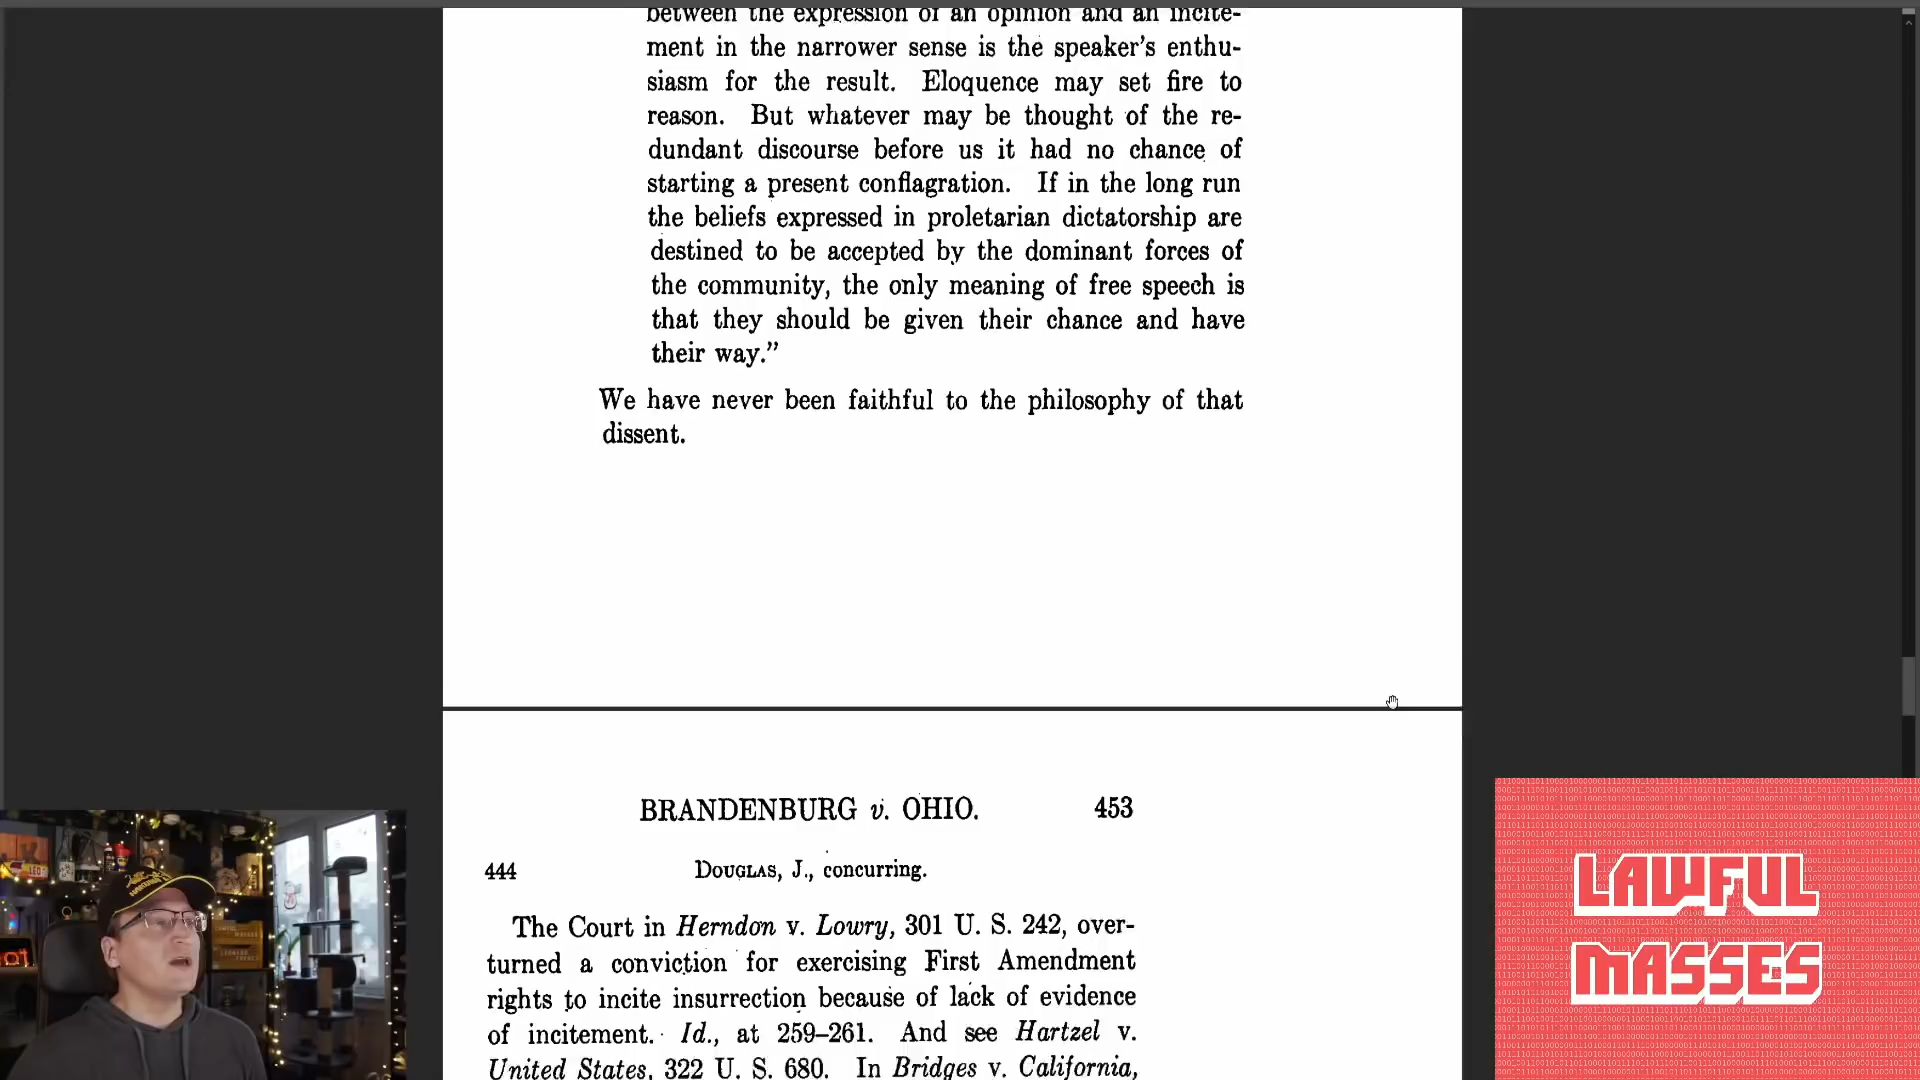 between the expression of an opinion and an incite-
ment in the narrower sense is the speaker's enthu-
siasm for the result. Eloquence may set fire to
reason. But whatever may be thought of the re-
dundant discourse before us it had no chance of
starting a present conflagration. If in the long run
the beliefs expressed in proletarian dictatorship are
destined to be accepted by the dominant forces of
the community, the only meaning of free speech is
that they should be given their chance and have
their way.”
We have never been faithful to the philosophy of that
dissent.
BRANDENBURG v. OHIO. 453
444 DOUGLAS, J., concurring.
The Court in Herndon v. Lowry, 301 U. S. 242, over-
turned a conviction for exercising First Amendment
rights to incite insurrection because of lack of evidence
of incitement. Id., at 259–261. And see Hartzel v.
United States, 322 U. S. 680. In Bridges v. California,
LAWFUL
MASSES